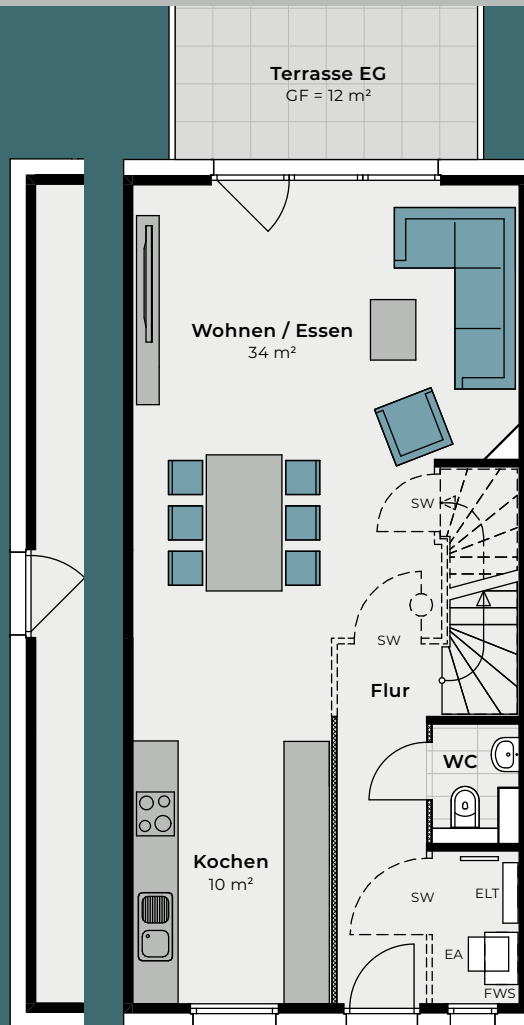 Terrasse EG
GF = 12 m²
Wohnen / Essen
34 m²
SW
SW
Flur
WC
Kochen
10 m²
SW
ELT
EA
FWS